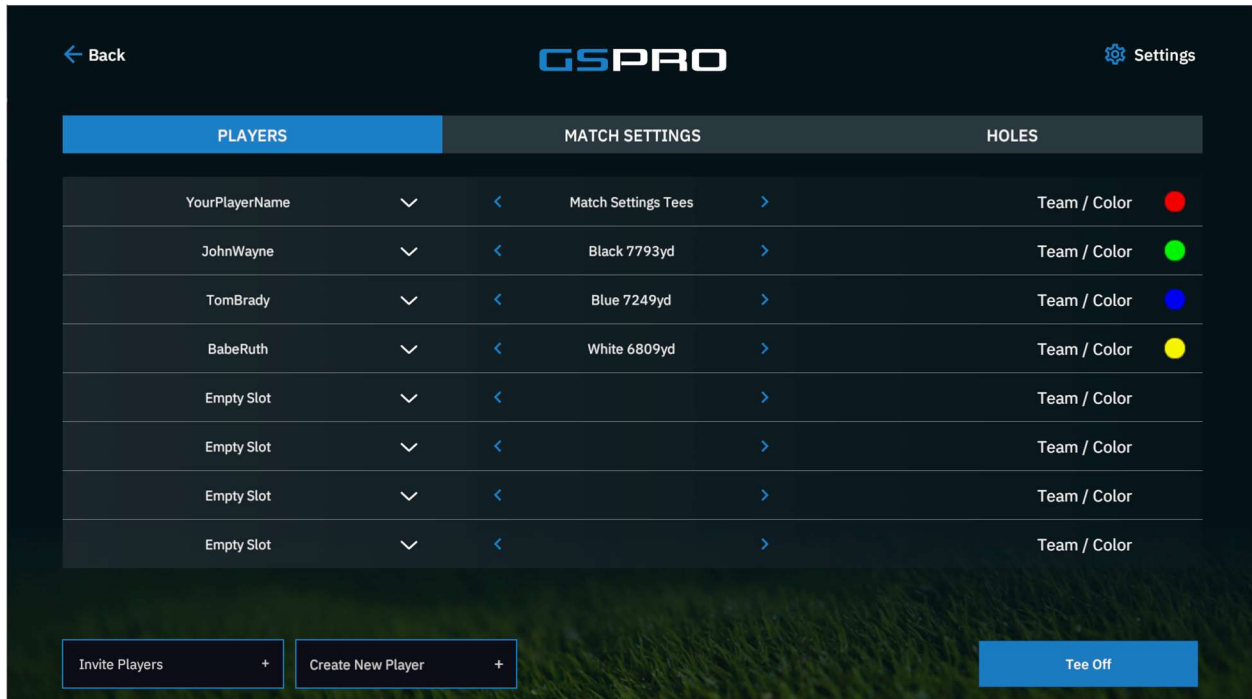 Back
GSPRO
Settings
PLAYERS MATCH SETTINGS HOLES
YourPlayerName Match Settings Tees Team / Color
JohnWayne Black 7793yd Team / Color
TomBrady Blue 7249yd Team / Color
BabeRuth White 6809yd Team / Color
Empty Slot Team / Color
Empty Slot Team / Color
Empty Slot Team / Color
Empty Slot Team / Color
Invite Players +
Create New Player +
Tee Off